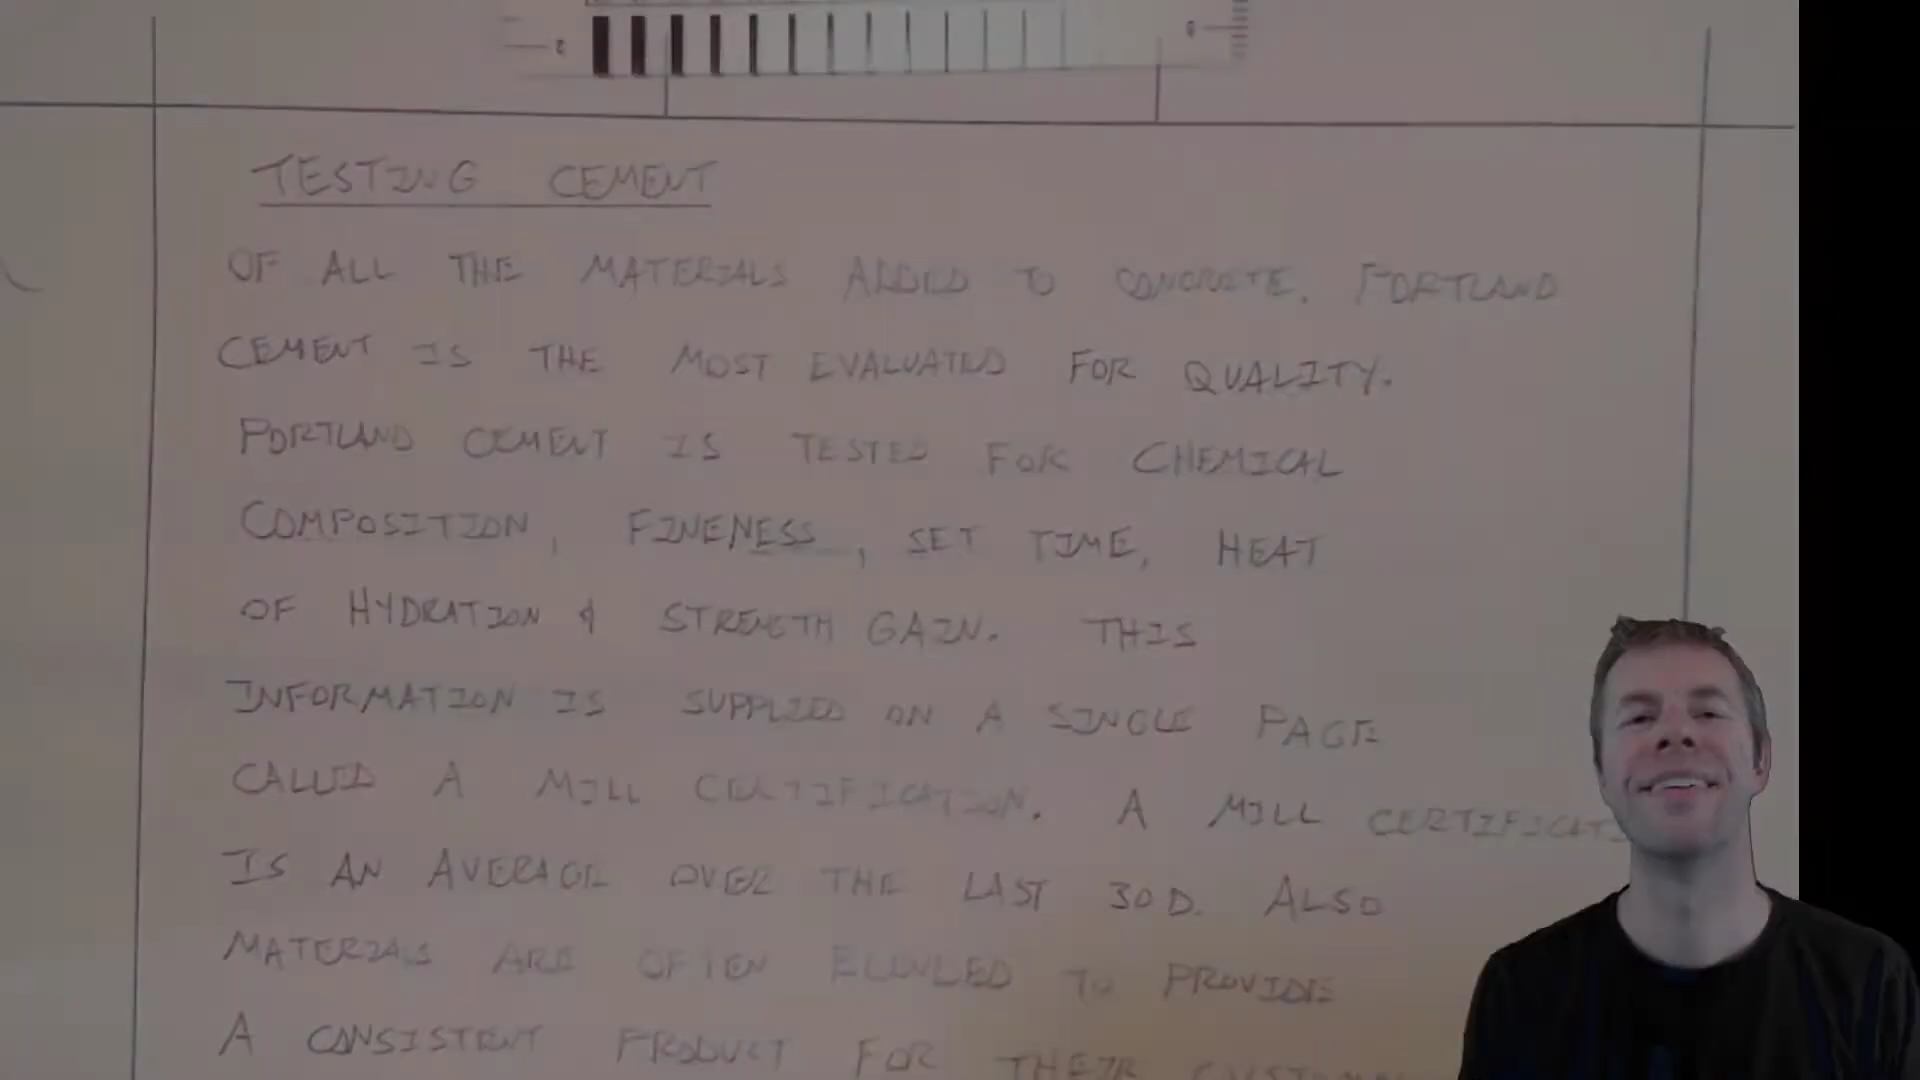 2
0
TESTING CEMENT
OF ALL THE MATERIALS ADDED TO CONCRETE, PORTLAND
CEMENT IS THE MOST EVALUATED FOR QUALITY.
PORTLAND CEMENT IS TESTED FOR CHEMICAL
COMPOSITION, FINENESS, SET TIME, HEAT
OF HYDRATION & STRENGTH GAIN. THIS
INFORMATION IS SUPPLIED ON A SINGLE PAGE
CALLED A MILL CERTIFICATION. A MILL CERTIFICATI
IS AN AVERAGE OVER THE LAST 30 D. ALSO
MATERIALS ARE OFTEN BLENDED TO PROVIDE
A CONSISTENT PRODUCT FOR THEIR